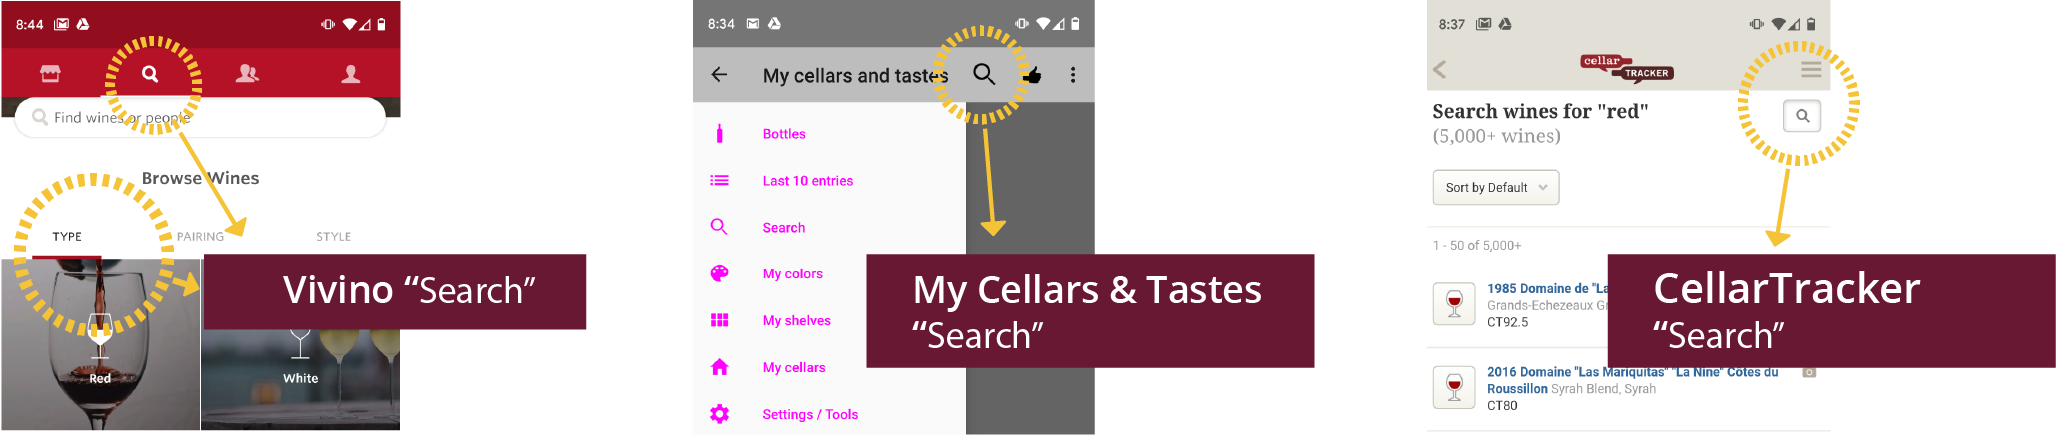 8:44
Find wines or people
Browse Wines
TYPE
PAIRING
STYLE
Vivino “Search”
Red
White
8:34
My cellars and tastes
Bottles
Last 10 entries
Search
My colors
My shelves
My cellars
Settings / Tools
My Cellars & Tastes
“Search”
8:37
cellar
TRACKER
Search wines for "red"
(5,000+ wines)
Sort by Default
1 - 50 of 5,000+
1985 Domaine de "La
Grands-Echezeaux G
CT92.5
CellarTracker
“Search”
2016 Domaine "Las Mariquitas" "La Nine" Côtes du
Roussillon Syrah Blend, Syrah
CT80